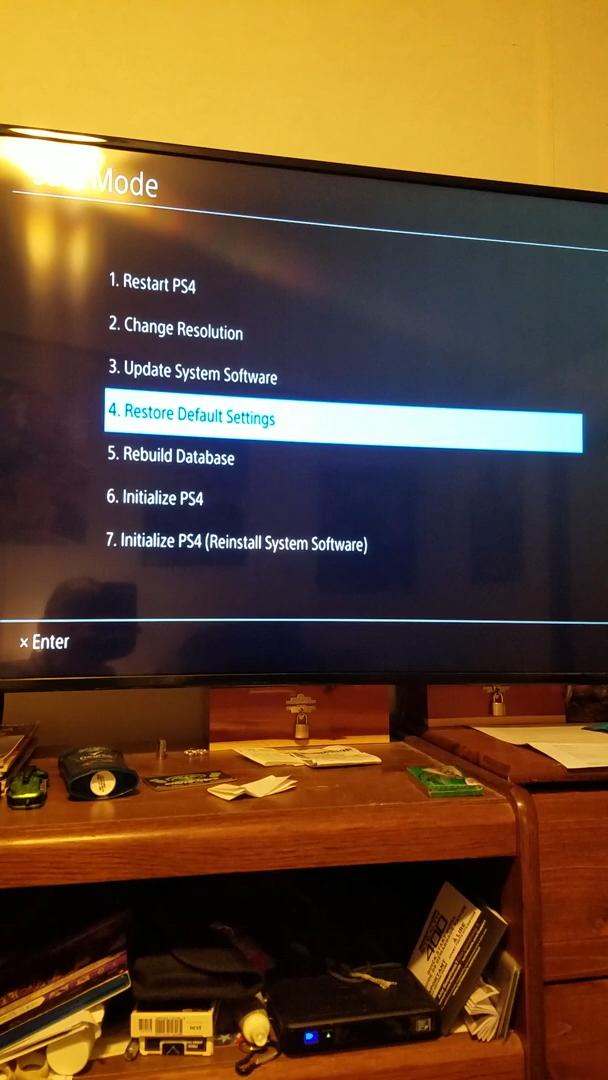 Mode
1. Restart PS4
2. Change Resolution
3. Update System Software
4. Restore Default Settings
5. Rebuild Database
6. Initialize PS4
7. Initialize PS4 (Reinstall System Software)
× Enter
400